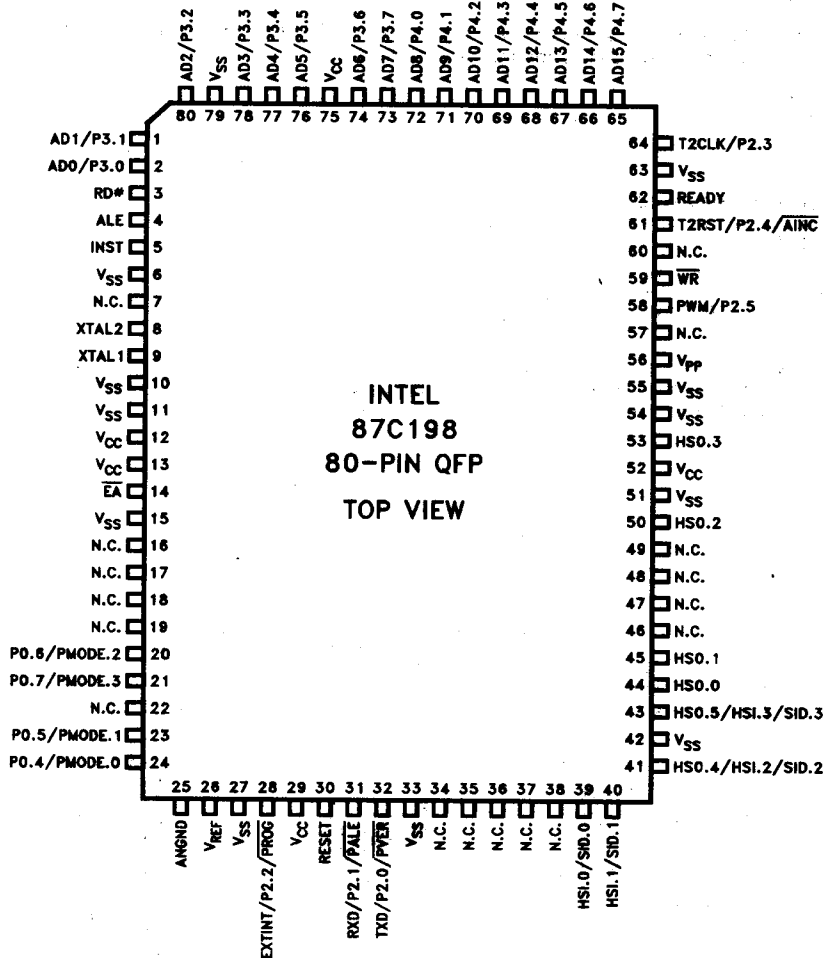 AD2/P3.2
VSS
AD3/P3.3
AD4/P3.4
AD5/P3.5
VCC
AD6/P3.6
AD7/P3.7
AD8/P4.0
AD9/P4.1
AD10/P4.2
AD11/P4.3
AD12/P4.4
AD13/P4.5
AD14/P4.6
AD15/P4.7
80 79 78 77 76 75 74 73 72 71 70 69 68 67 66 65
AD1/P3.1 1
AD0/P3.0 2
RD# 3
ALE 4
INST 5
VSS 6
N.C. 7
XTAL2 8
XTAL1 9
VSS 10
VSS 11
VCC 12
VCC 13
EA 14
VSS 15
N.C. 16
N.C. 17
N.C. 18
N.C. 19
P0.6/PMODE.2 20
P0.7/PMODE.3 21
N.C. 22
P0.5/PMODE.1 23
P0.4/PMODE.0 24
INTEL
87C198
80-PIN QFP
TOP VIEW
64 T2CLK/P2.3
63 VSS
62 READY
61 T2RST/P2.4/AINC
60 N.C.
59 WR
58 PWM/P2.5
57 N.C.
56 VPP
55 VSS
54 VSS
53 HS0.3
52 VCC
51 VSS
50 HS0.2
49 N.C.
48 N.C.
47 N.C.
46 N.C.
45 HS0.1
44 HS0.0
43 HS0.5/HSI.3/SID.3
42 VSS
41 HS0.4/HSI.2/SID.2
25 26 27 28 29 30 31 32 33 34 35 36 37 38 39 40
ANGND
VREF
VSS
EXTINT/P2.2/PROG
VCC
RESET
RXD/P2.1/PALE
TXD/P2.0/PVER
VSS
N.C.
N.C.
N.C.
N.C.
N.C.
HSI.0/SID.0
HSI.1/SID.1